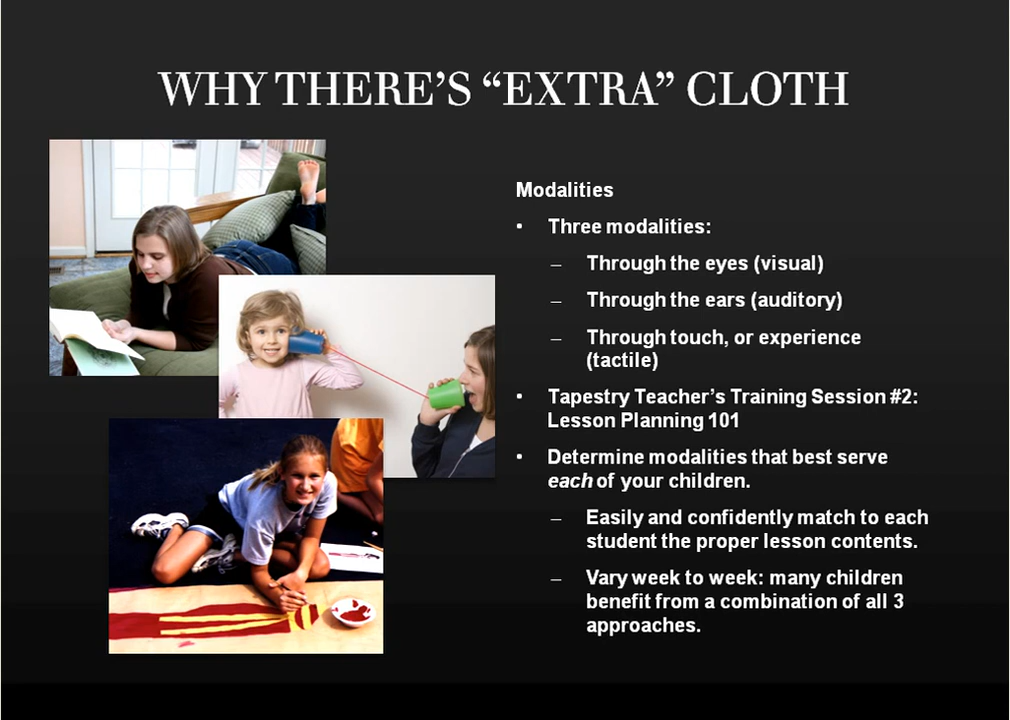 WHY THERE’S “EXTRA” CLOTH
Modalities
• Three modalities:
– Through the eyes (visual)
– Through the ears (auditory)
– Through touch, or experience
(tactile)
• Tapestry Teacher’s Training Session #2:
Lesson Planning 101
• Determine modalities that best serve
each of your children.
– Easily and confidently match to each
student the proper lesson contents.
– Vary week to week: many children
benefit from a combination of all 3
approaches.